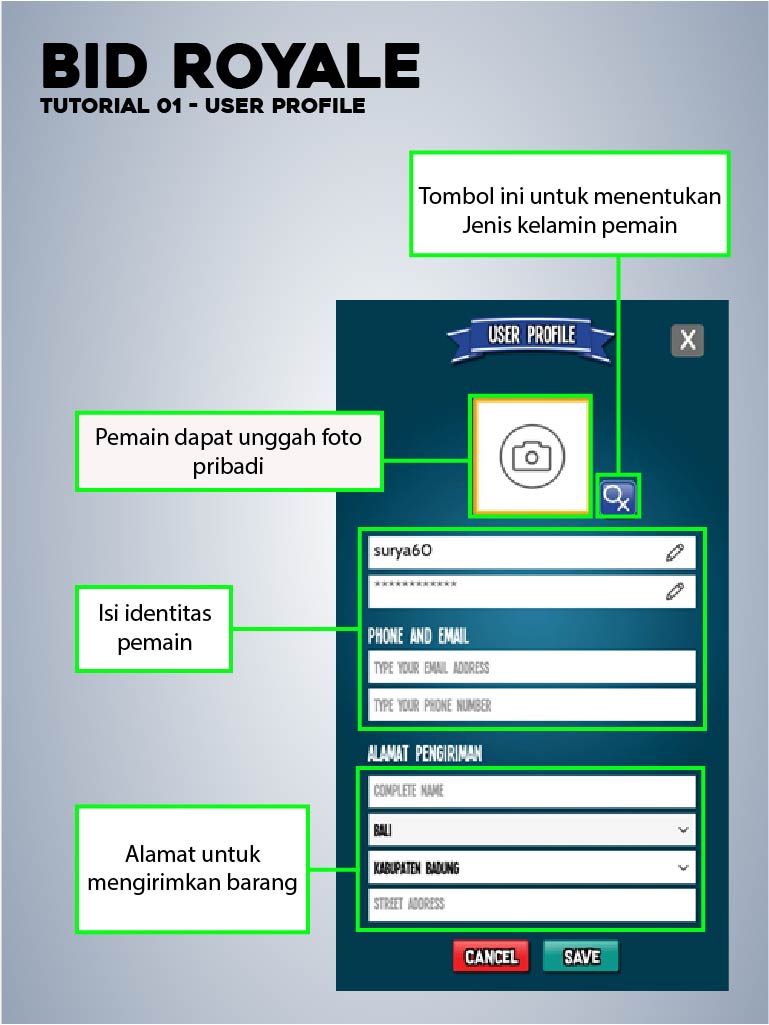 BID ROYALE
TUTORIAL 01 - USER PROFILE
Tombol ini untuk menentukan
Jenis kelamin pemain
USER PROFILE
X
Pemain dapat unggah foto
pribadi
surya60
************
Isi identitas
pemain
PHONE AND EMAIL
TYPE YOUR EMAIL ADDRESS
TYPE YOUR PHONE NUMBER
ALAMAT PENGIRIMAN
COMPLETE NAME
BALI
Alamat untuk
mengirimkan barang
KABUPATEN BADUNG
STREET ADDRESS
CANCEL
SAVE